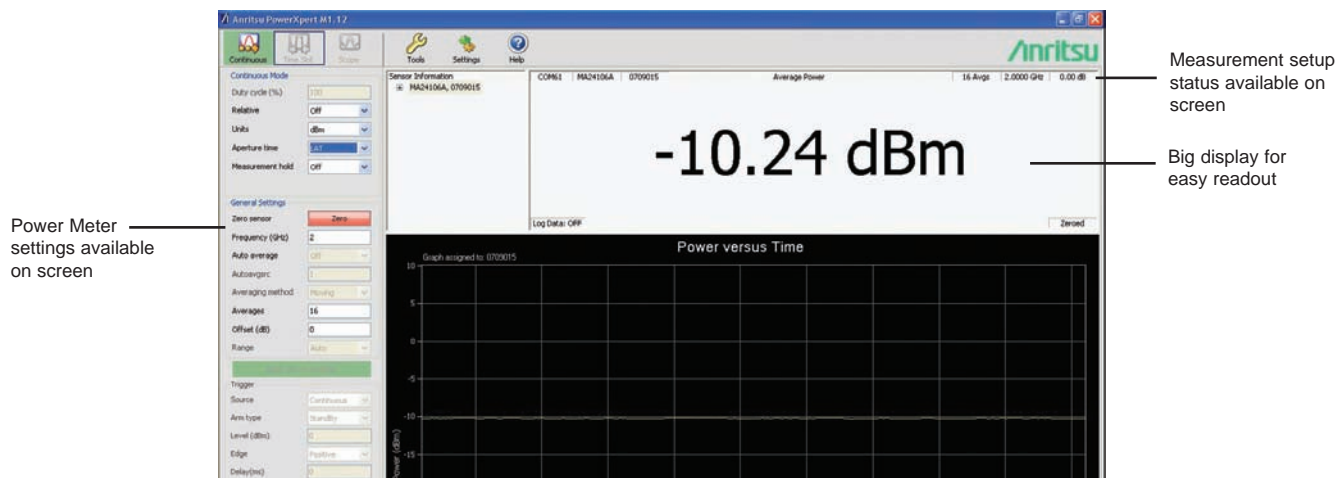 Anritsu PowerXpert M1.12
Continuous
Time Slot
Scope
Tools
Settings
Help
Anritsu
Continuous Mode
Duty cycle (%) 100
Relative Off
Units dBm
Aperture time
Measurement hold Off
General Settings
Zero sensor Zero
Frequency (GHz) 2
Auto average Off
Averaging method Moving
Averages 16
Offset (dB) 0
Range Auto
Trigger
Source Continuous
Arm type Standby
Level (dBm) 0
Edge Positive
Delay(ms) 0
Sensor Information
MA24106A, 0709015
COM61 MA24106A 0709015 Average Power 16 Avgs 2.0000 GHz 0.00 dB
-10.24 dBm
Log Data: OFF
Zeroed
Power versus Time
Graph assigned to: 0709015
10
5
0
-5
-10
-15
Power (dBm)
Power Meter
settings available
on screen
Measurement setup
status available on
screen
Big display for
easy readout